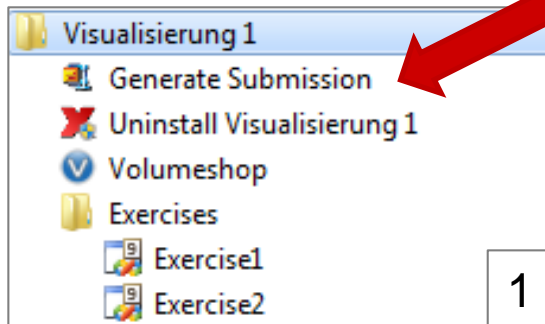 Visualisierung 1
Generate Submission
Uninstall Visualisierung 1
Volumeshop
Exercises
Exercise1
Exercise2
1